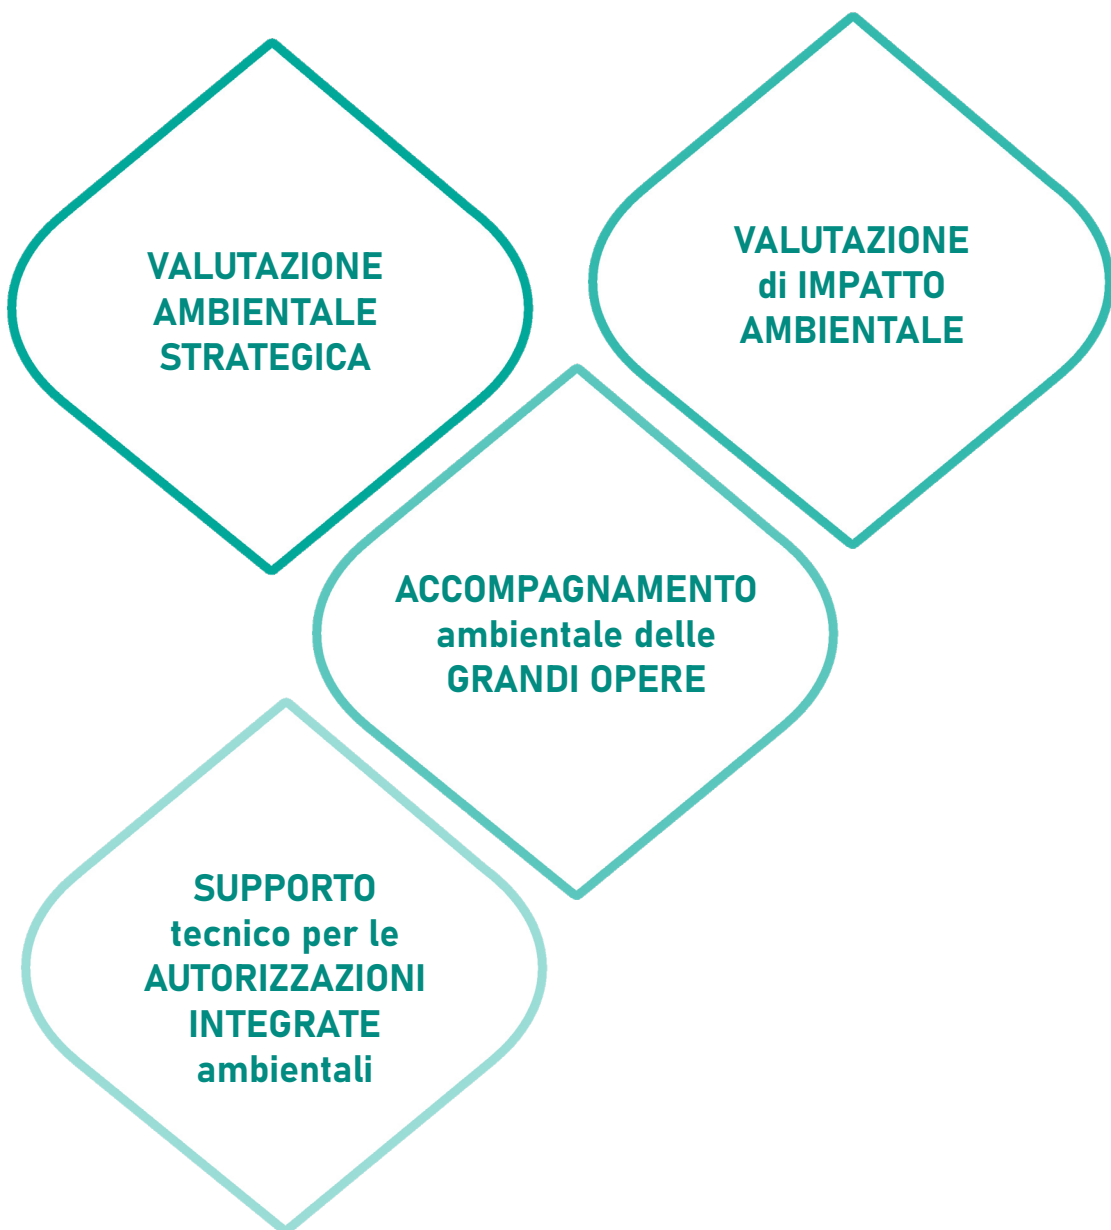 VALUTAZIONE
AMBIENTALE
STRATEGICA
VALUTAZIONE
di IMPATTO
AMBIENTALE
ACCOMPAGNAMENTO
ambientale delle
GRANDI OPERE
SUPPORTO
tecnico per le
AUTORIZZAZIONI
INTEGRATE
ambientali